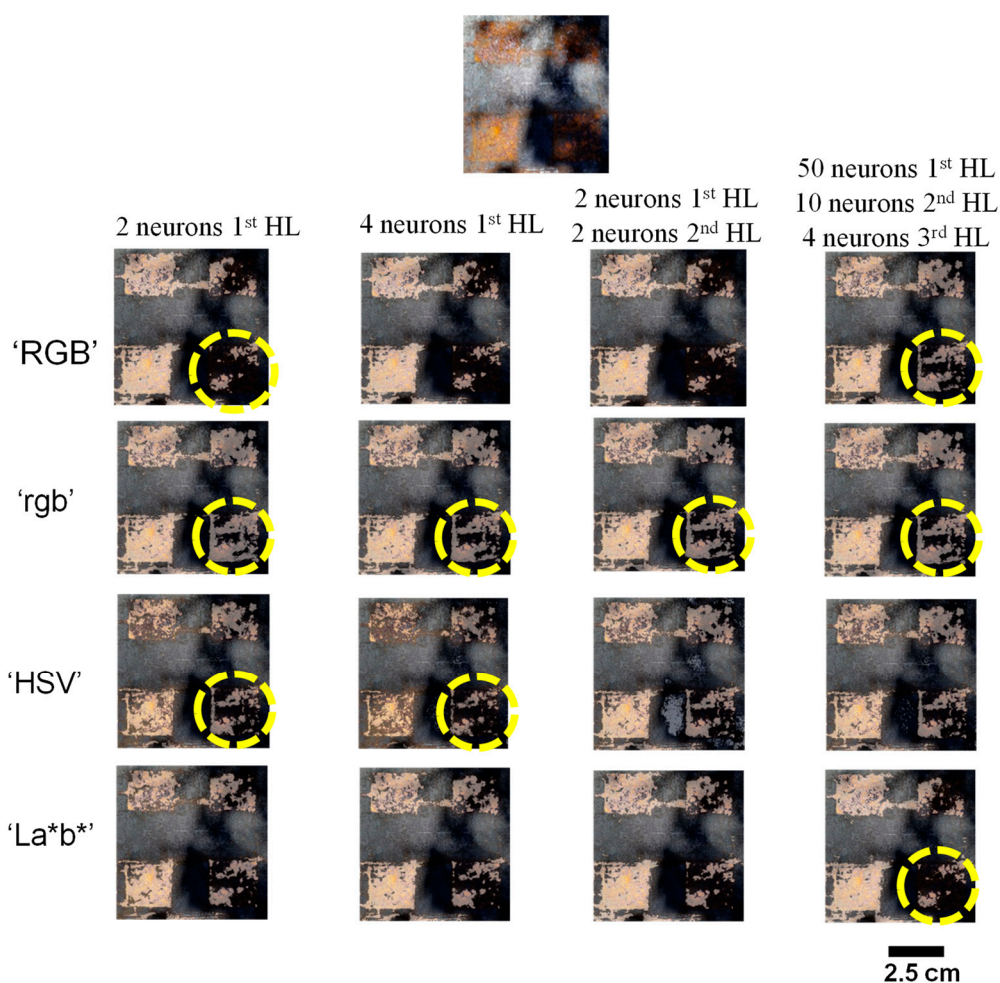 2 neurons 1st HL
4 neurons 1st HL
2 neurons 1st HL
2 neurons 2nd HL
50 neurons 1st HL
10 neurons 2nd HL
4 neurons 3rd HL
‘RGB’
‘rgb’
‘HSV’
‘La*b*’
2.5 cm